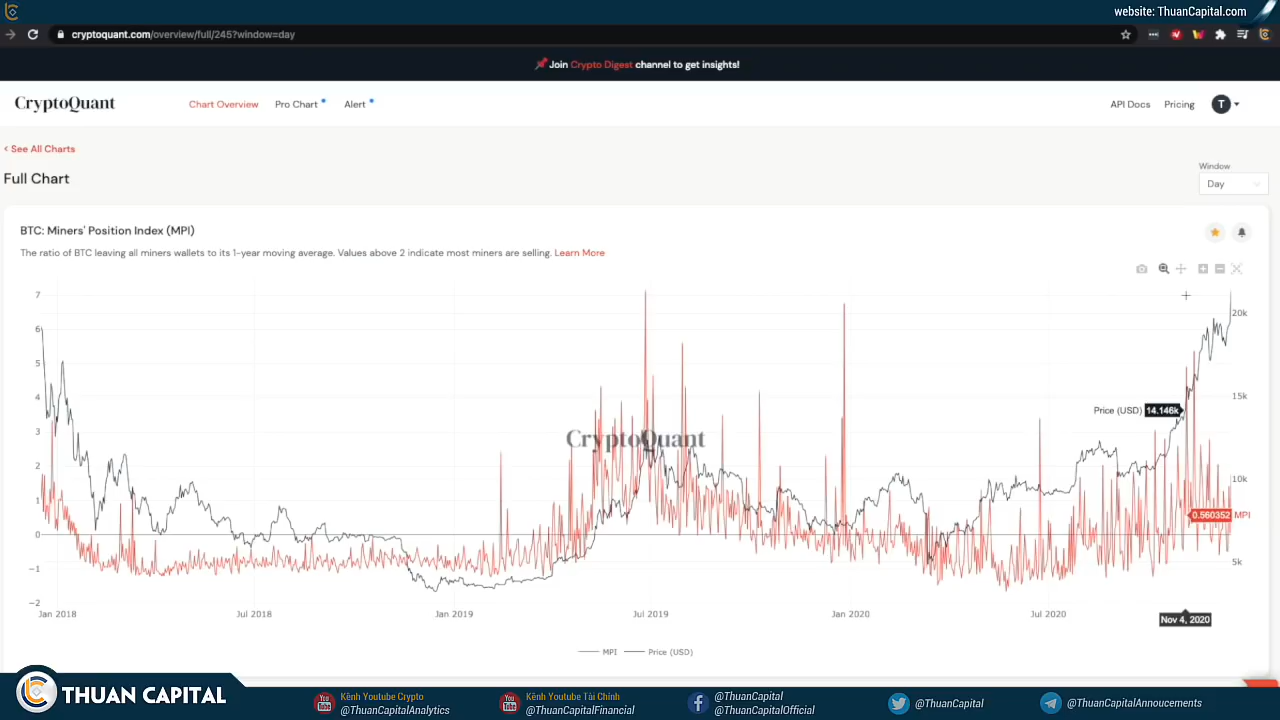 website: ThuanCapital.com
cryptoquant.com/overview/full/245?window=day
Join Crypto Digest channel to get insights!
CryptoQuant
Chart Overview
Pro Chart
Alert
API Docs
Pricing
T
< See All Charts
Full Chart
Window
Day
BTC: Miners' Position Index (MPI)
The ratio of BTC leaving all miners wallets to its 1-year moving average. Values above 2 indicate most miners are selling. Learn More
7
6
5
4
3
2
1
0
−1
−2
20k
15k
10k
5k
CryptoQuant
Price (USD) 14.146k
0.560352 MPI
Jan 2018
Jul 2018
Jan 2019
Jul 2019
Jan 2020
Jul 2020
Nov 4, 2020
MPI
Price (USD)
THUAN CAPITAL
You Tube
Kênh Youtube Crypto
@ThuanCapitalAnalytics
You Tube
Kênh Youtube Tài Chính
@ThuanCapitalFinancial
@ThuanCapital
@ThuanCapitalOfficial
@ThuanCapital
@ThuanCapitalAnnoucements